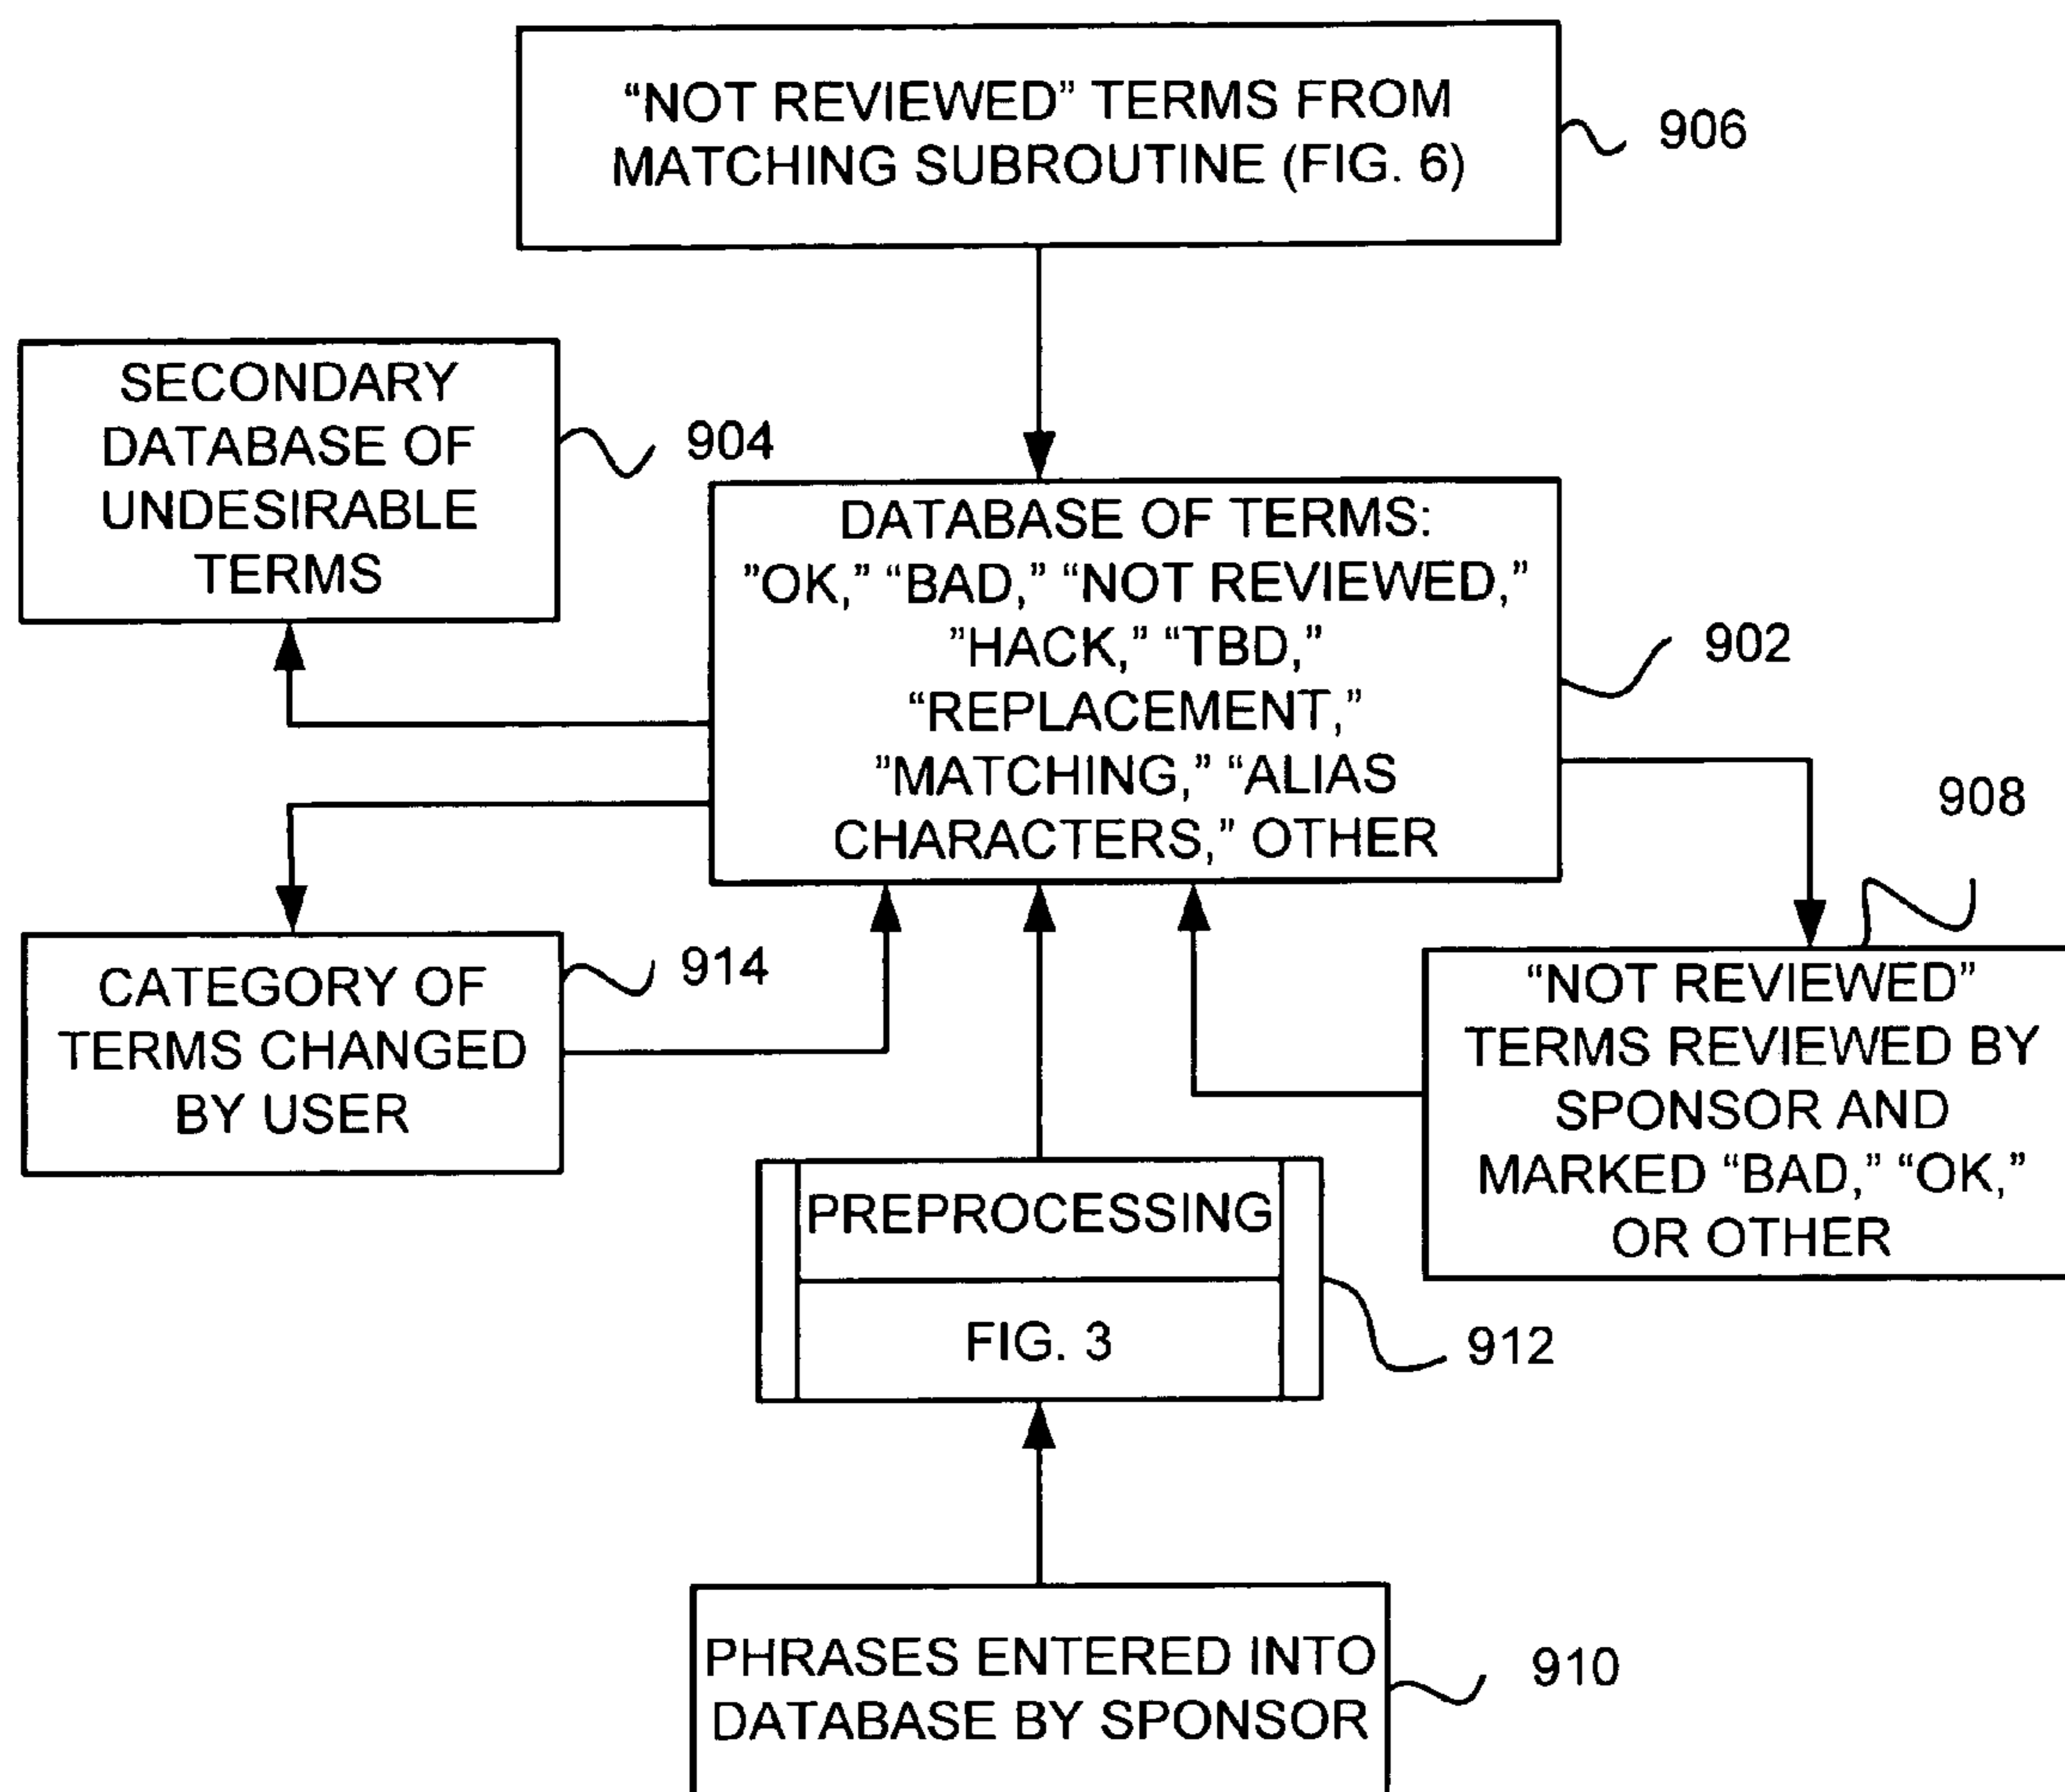 “NOT REVIEWED” TERMS FROM
MATCHING SUBROUTINE (FIG. 6)
906
SECONDARY
DATABASE OF
UNDESIRABLE
TERMS
904
DATABASE OF TERMS:
”OK,” “BAD,” “NOT REVIEWED,”
”HACK,” “TBD,”
“REPLACEMENT,”
”MATCHING,” “ALIAS
CHARACTERS,” OTHER
902
908
CATEGORY OF
TERMS CHANGED
BY USER
914
“NOT REVIEWED”
TERMS REVIEWED BY
SPONSOR AND
MARKED “BAD,” “OK,”
OR OTHER
PREPROCESSING
FIG. 3
912
PHRASES ENTERED INTO
DATABASE BY SPONSOR
910